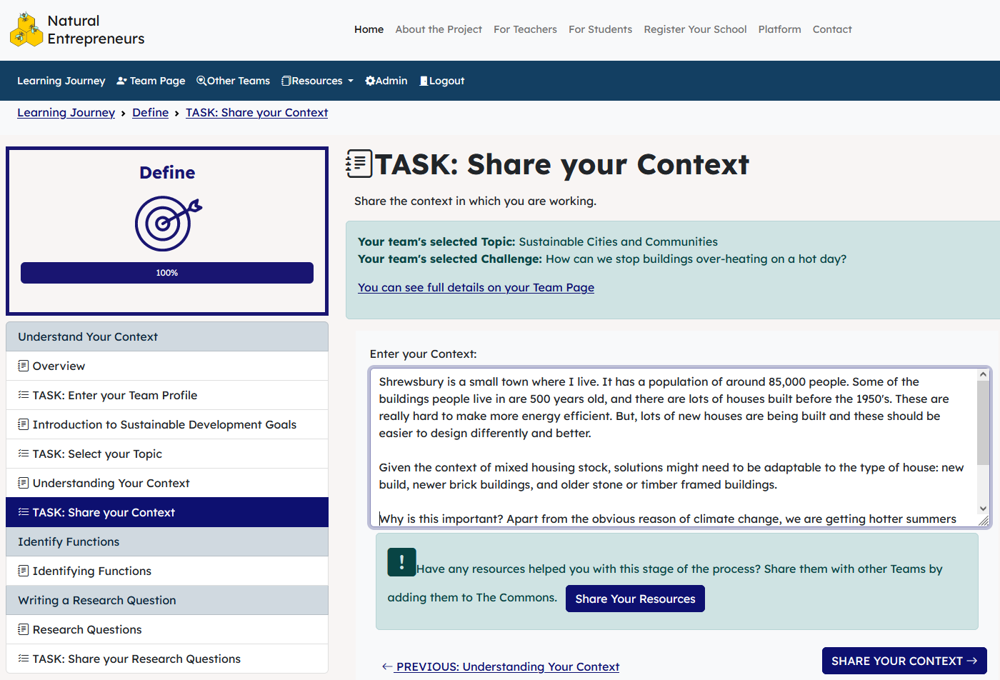 Natural
Entrepreneurs
Home About the Project For Teachers For Students Register Your School Platform Contact
Learning Journey Team Page Other Teams Resources Admin Logout
Learning Journey › Define › TASK: Share your Context
Define
100%
Understand Your Context
Overview
TASK: Enter your Team Profile
Introduction to Sustainable Development Goals
TASK: Select your Topic
Understanding Your Context
TASK: Share your Context
Identify Functions
Identifying Functions
Writing a Research Question
Research Questions
TASK: Share your Research Questions
TASK: Share your Context
Share the context in which you are working.
Your team's selected Topic: Sustainable Cities and Communities
Your team's selected Challenge: How can we stop buildings over-heating on a hot day?
You can see full details on your Team Page
Enter your Context:
Shrewsbury is a small town where I live. It has a population of around 85,000 people. Some of the
buildings people live in are 500 years old, and there are lots of houses built before the 1950's. These are
really hard to make more energy efficient. But, lots of new houses are being built and these should be
easier to design differently and better.
Given the context of mixed housing stock, solutions might need to be adaptable to the type of house: new
build, newer brick buildings, and older stone or timber framed buildings.
Why is this important? Apart from the obvious reason of climate change, we are getting hotter summers
! Have any resources helped you with this stage of the process? Share them with other Teams by
adding them to The Commons. Share Your Resources
← PREVIOUS: Understanding Your Context
SHARE YOUR CONTEXT →